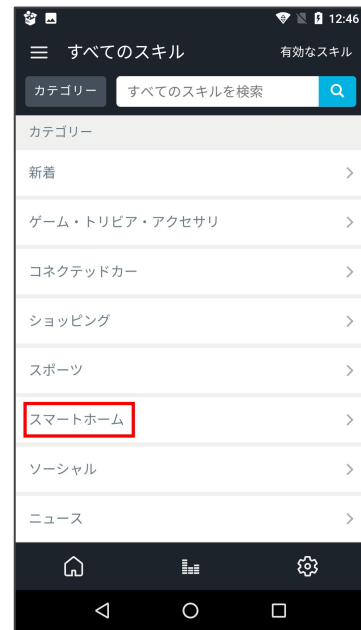 12:46
すべてのスキル 有効なスキル
カテゴリー すべてのスキルを検索
カテゴリー
新着
ゲーム・トリビア・アクセサリ
コネクテッドカー
ショッピング
スポーツ
スマートホーム
ソーシャル
ニュース